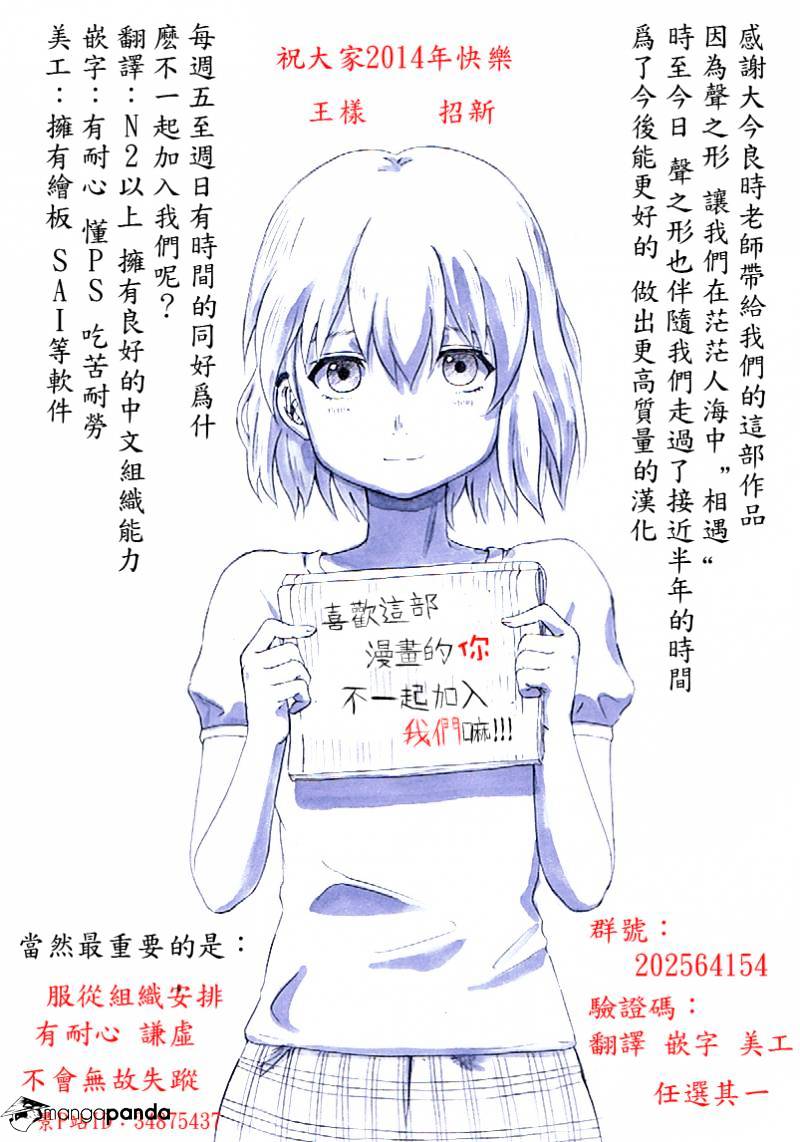 祝大家2014年快樂
王樣 招新
感謝大今良時老師帶給我們的這部作品
因為聲之形 讓我們在茫茫人海中"相遇"
時至今日 聲之形也伴隨我們走過了接近半年的時間
爲了今後能更好的 做出更高質量的漢化
每週五至週日有時間的同好爲什
麼不一起加入我們呢？
翻譯：N2以上 擁有良好的中文組織能力
嵌字：有耐心 懂PS 吃苦耐勞
美工：擁有繪板 SAI等軟件
喜歡這部
漫畫的你
不一起加入
我們嘛!!!
當然最重要的是：
服從組織安排
有耐心 謙虛
不會無故失蹤
mangapanda
ID：34875437
群號：
202564154
驗證碼：
翻譯 嵌字 美工
任選其一